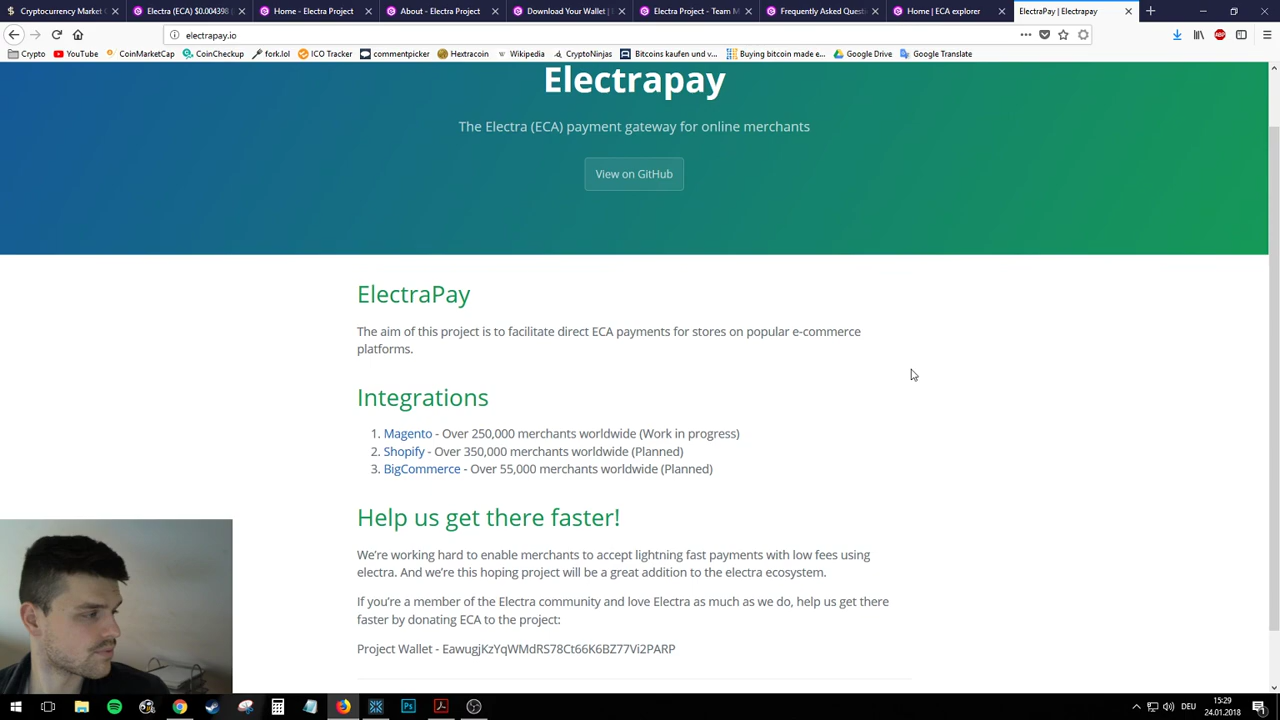 Cryptocurrency Market C
Electra (ECA) $0.004398
Home - Electra Project
About - Electra Project
Download Your Wallet |
Electra Project - Team M
Frequently Asked Quest
Home | ECA explorer
ElectraPay | Electrapay
electrapay.io
Crypto
YouTube
CoinMarketCap
CoinCheckup
fork.lol
ICO Tracker
commentpicker
Hextracoin
Wikipedia
CryptoNinjas
Bitcoins kaufen und v...
Buying bitcoin made e...
Google Drive
Google Translate
Electrapay
The Electra (ECA) payment gateway for online merchants
View on GitHub
ElectraPay
The aim of this project is to facilitate direct ECA payments for stores on popular e-commerce
platforms.
Integrations
1. Magento - Over 250,000 merchants worldwide (Work in progress)
2. Shopify - Over 350,000 merchants worldwide (Planned)
3. BigCommerce - Over 55,000 merchants worldwide (Planned)
Help us get there faster!
We're working hard to enable merchants to accept lightning fast payments with low fees using
electra. And we're this hoping project will be a great addition to the electra ecosystem.
If you're a member of the Electra community and love Electra as much as we do, help us get there
faster by donating ECA to the project:
Project Wallet - EawugjKzYqWMdRS78Ct66K6BZ77Vi2PARP
DEU
15:29
24.01.2018